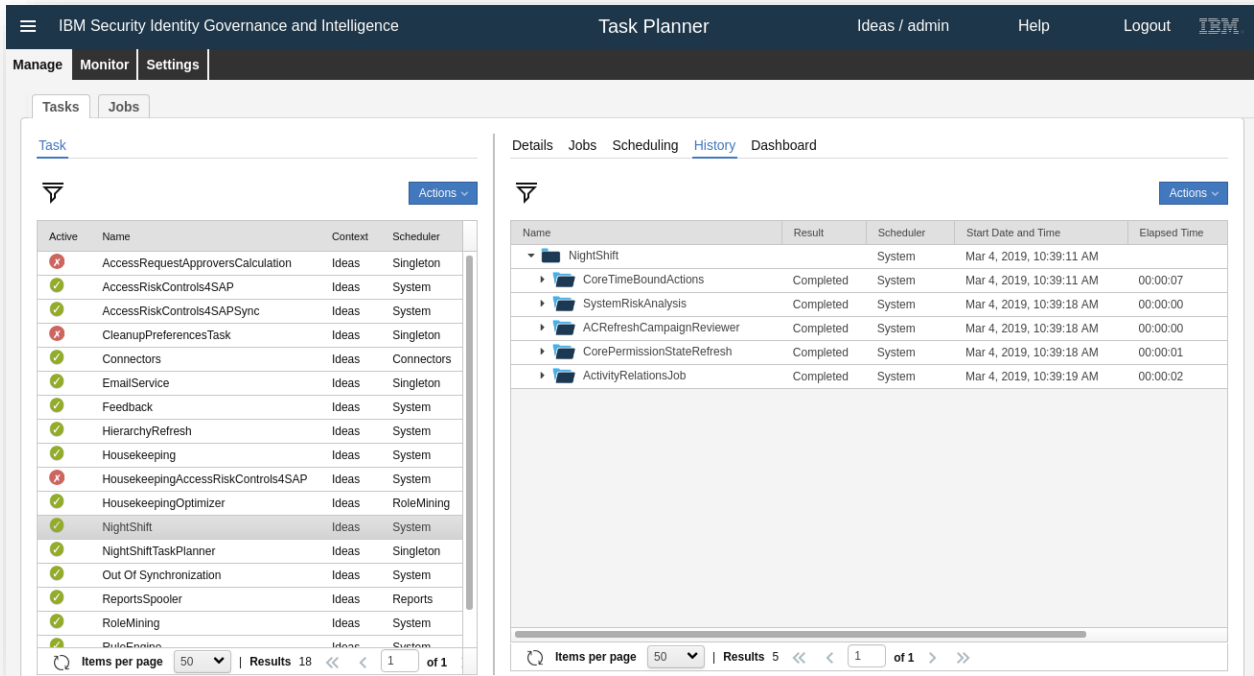 IBM Security Identity Governance and Intelligence Task Planner Ideas / admin Help Logout IBM
Manage Monitor Settings
Tasks Jobs
Task
Actions
Active Name Context Scheduler
AccessRequestApproversCalculation Ideas Singleton
AccessRiskControls4SAP Ideas System
AccessRiskControls4SAPSync Ideas System
CleanupPreferencesTask Ideas Singleton
Connectors Ideas Connectors
EmailService Ideas Singleton
Feedback Ideas System
HierarchyRefresh Ideas System
Housekeeping Ideas System
HousekeepingAccessRiskControls4SAP Ideas System
HousekeepingOptimizer Ideas RoleMining
NightShift Ideas System
NightShiftTaskPlanner Ideas Singleton
Out Of Synchronization Ideas System
ReportsSpooler Ideas Reports
RoleMining Ideas System
RuleEngine Ideas System
Items per page 50 | Results 18 1 of 1
Details Jobs Scheduling History Dashboard
Actions
Name Result Scheduler Start Date and Time Elapsed Time
NightShift System Mar 4, 2019, 10:39:11 AM
CoreTimeBoundActions Completed System Mar 4, 2019, 10:39:11 AM 00:00:07
SystemRiskAnalysis Completed System Mar 4, 2019, 10:39:18 AM 00:00:00
ACRefreshCampaignReviewer Completed System Mar 4, 2019, 10:39:18 AM 00:00:00
CorePermissionStateRefresh Completed System Mar 4, 2019, 10:39:18 AM 00:00:01
ActivityRelationsJob Completed System Mar 4, 2019, 10:39:19 AM 00:00:02
Items per page 50 | Results 5 1 of 1